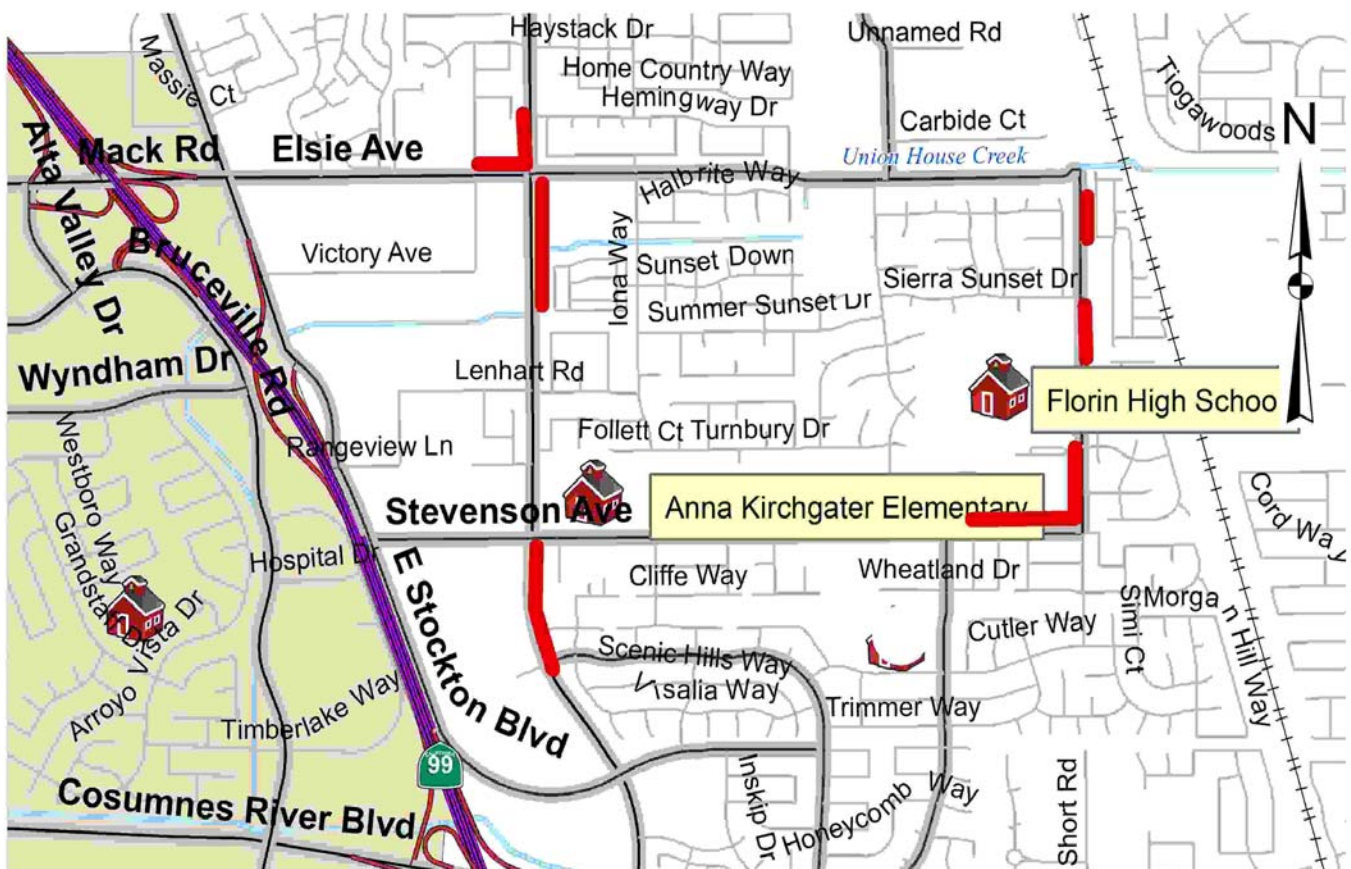 Haystack Dr
Unnamed Rd
Massie Ct
Home Country Way
Hemingway Dr
Tiogawoods
N
Carbide Ct
Alta Valley Dr
Mack Rd
Elsie Ave
Union House Creek
Halbrite Way
Bruceville Rd
Victory Ave
Iona Way
Sunset Down
Sierra Sunset Dr
Summer Sunset Dr
Wyndham Dr
Lenhart Rd
Florin High Schoo
Westboro Way
Follett Ct
Turnbury Dr
Rangeview Ln
Stevenson Ave
Anna Kirchgater Elementary
Cord Way
Grandstaff Dr
Hospital Dr
E Stockton Blvd
Cliffe Way
Wheatland Dr
Simi Ct
Morgan Hill Way
Cutler Way
Arroyo Vista Dr
Scenic Hills Way
Visalia Way
Timberlake Way
Trimmer Way
99
Inskip Dr
Honeycomb Way
Short Rd
Cosumnes River Blvd